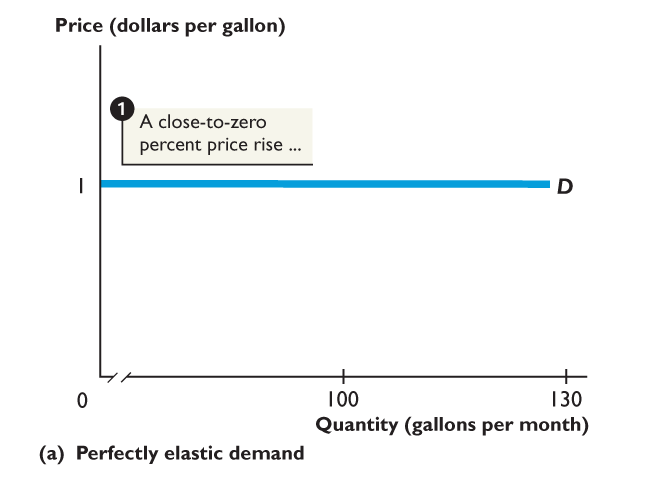 Price (dollars per gallon)
1
A close-to-zero
percent price rise ...
1
D
0
100
130
Quantity (gallons per month)
(a) Perfectly elastic demand